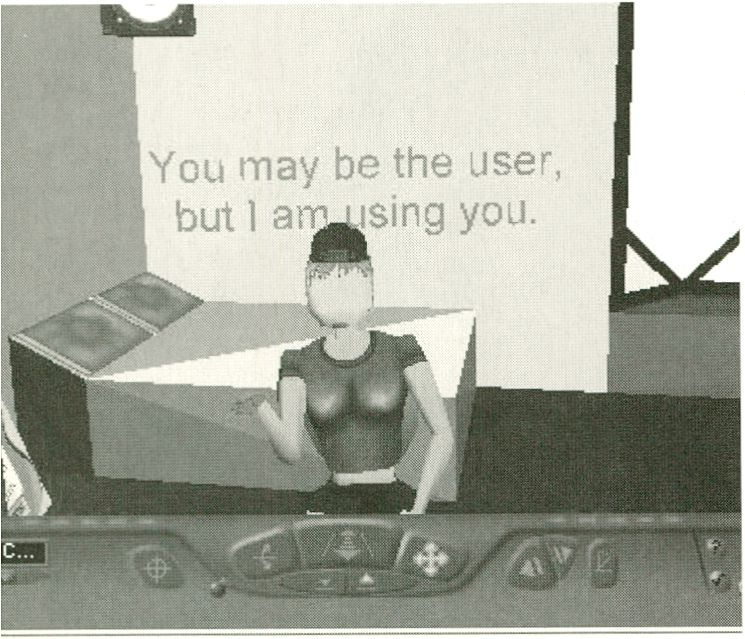 You may be the user,
but I am using you.
C...